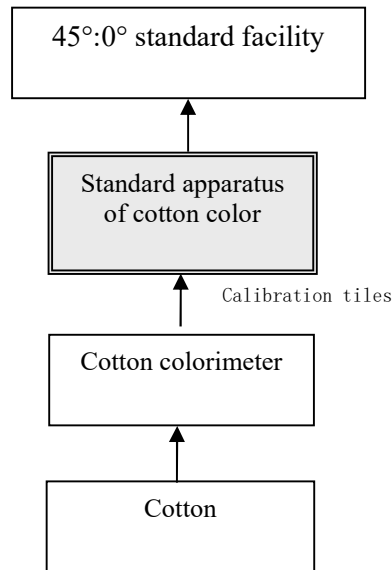 45°:0° standard facility
Standard apparatus
of cotton color
Calibration tiles
Cotton colorimeter
Cotton